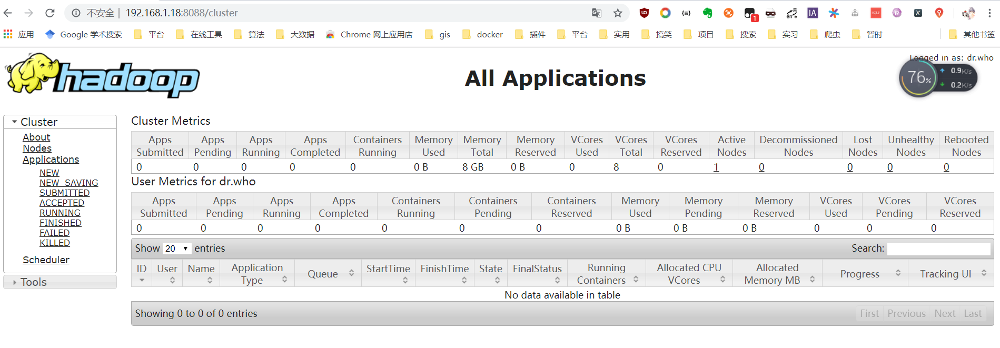 不安全 | 192.168.1.18:8088/cluster
1
en 英
IA
应用 Google 学术搜索 平台 在线工具 算法 大数据 Chrome 网上应用店 gis docker 插件 平台 实用 搞笑 项目 搜索 实习 爬虫 暂时 其他书签
Logged in as: dr.who
hadoop
All Applications
76%
0.9K/s
0.2K/s
Cluster
About
Nodes
Applications
NEW
NEW_SAVING
SUBMITTED
ACCEPTED
RUNNING
FINISHED
FAILED
KILLED
Scheduler
Tools
Cluster Metrics
Apps Submitted Apps Pending Apps Running Apps Completed Containers Running Memory Used Memory Total Memory Reserved VCores Used VCores Total VCores Reserved Active Nodes Decommissioned Nodes Lost Nodes Unhealthy Nodes Rebooted Nodes
0 0 0 0 0 0 B 8 GB 0 B 0 8 0 1 0 0 0 0
User Metrics for dr.who
Apps Submitted Apps Pending Apps Running Apps Completed Containers Running Containers Pending Containers Reserved Memory Used Memory Pending Memory Reserved VCores Used VCores Pending VCores Reserved
0 0 0 0 0 0 0 0 B 0 B 0 B 0 0 0
Show 20 entries Search:
ID User Name Application Type Queue StartTime FinishTime State FinalStatus Running Containers Allocated CPU VCores Allocated Memory MB Progress Tracking UI
No data available in table
Showing 0 to 0 of 0 entries First Previous Next Last